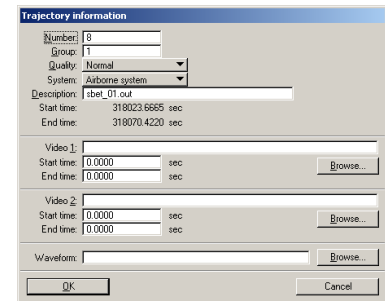 Trajectory information
Number: 8
Group: 1
Quality: Normal
System: Airborne system
Description: sbet_01.out
Start time: 318023.6665 sec
End time: 318070.4220 sec
Video 1:
Start time: 0.0000 sec
End time: 0.0000 sec
Browse...
Video 2:
Start time: 0.0000 sec
End time: 0.0000 sec
Browse...
Waveform: Browse...
OK Cancel